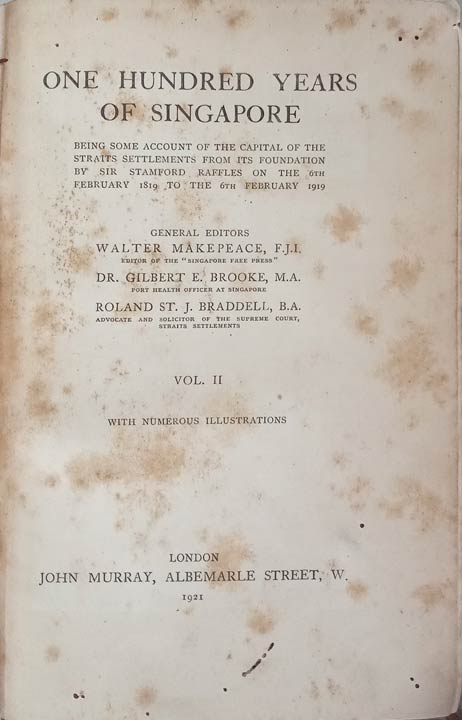 ONE HUNDRED YEARS
OF SINGAPORE
BEING SOME ACCOUNT OF THE CAPITAL OF THE
STRAITS SETTLEMENTS FROM ITS FOUNDATION
BY SIR STAMFORD RAFFLES ON THE 6TH
FEBRUARY 1819 TO THE 6TH FEBRUARY 1919
GENERAL EDITORS
WALTER MAKEPEACE, F.J.I.
EDITOR OF THE "SINGAPORE FREE PRESS"
DR. GILBERT E. BROOKE, M.A.
PORT HEALTH OFFICER AT SINGAPORE
ROLAND ST. J. BRADDELL, B.A.
ADVOCATE AND SOLICITOR OF THE SUPREME COURT,
STRAITS SETTLEMENTS
VOL. II
WITH NUMEROUS ILLUSTRATIONS
LONDON
JOHN MURRAY, ALBEMARLE STREET, W.
1921